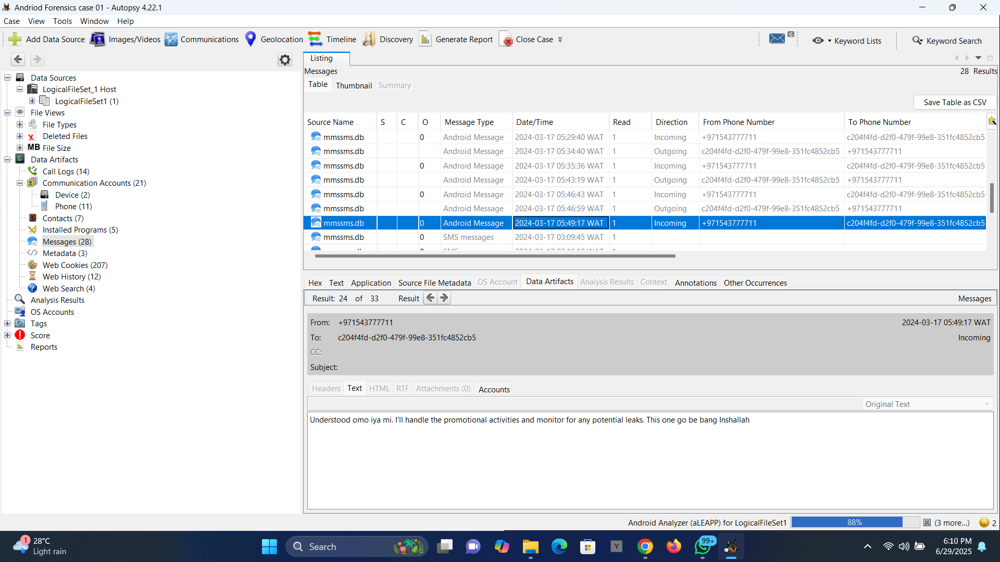 Andriod Forensics case 01 - Autopsy 4.22.1
Case View Tools Window Help
Add Data Source Images/Videos Communications Geolocation Timeline Discovery Generate Report Close Case 6 Keyword Lists Keyword Search
Data Sources
LogicalFileSet_1 Host
LogicalFileSet1 (1)
File Views
File Types
Deleted Files
MB File Size
Data Artifacts
Call Logs (14)
Communication Accounts (21)
Device (2)
Phone (11)
Contacts (7)
Installed Programs (5)
Messages (28)
Metadata (3)
Web Cookies (207)
Web History (12)
Web Search (4)
Analysis Results
OS Accounts
Tags
Score
Reports
Listing
Messages 28 Results
Table Thumbnail Summary
Save Table as CSV
Source Name S C O Message Type Date/Time Read Direction From Phone Number To Phone Number
mmssms.db 0 Android Message 2024-03-17 05:29:40 WAT 1 Incoming +971543777711 c204f4fd-d2f0-479f-99e8-351fc4852cb5
mmssms.db Android Message 2024-03-17 05:34:40 WAT 1 Outgoing c204f4fd-d2f0-479f-99e8-351fc4852cb5 +971543777711
mmssms.db 0 Android Message 2024-03-17 05:35:36 WAT 1 Incoming +971543777711 c204f4fd-d2f0-479f-99e8-351fc4852cb5
mmssms.db Android Message 2024-03-17 05:43:19 WAT 1 Outgoing c204f4fd-d2f0-479f-99e8-351fc4852cb5 +971543777711
mmssms.db 0 Android Message 2024-03-17 05:46:43 WAT 1 Incoming +971543777711 c204f4fd-d2f0-479f-99e8-351fc4852cb5
mmssms.db Android Message 2024-03-17 05:46:59 WAT 1 Outgoing c204f4fd-d2f0-479f-99e8-351fc4852cb5 +971543777711
mmssms.db 0 Android Message 2024-03-17 05:49:17 WAT 1 Incoming +971543777711 c204f4fd-d2f0-479f-99e8-351fc4852cb5
mmssms.db 0 SMS messages 2024-03-17 03:09:45 WAT 1
Hex Text Application Source File Metadata OS Account Data Artifacts Analysis Results Context Annotations Other Occurrences
Result: 24 of 33 Result Messages
From: +971543777711 2024-03-17 05:49:17 WAT
To: c204f4fd-d2f0-479f-99e8-351fc4852cb5 Incoming
CC:
Subject:
Headers Text HTML RTF Attachments (0) Accounts
Original Text
Understood omo iya mi. I'll handle the promotional activities and monitor for any potential leaks. This one go be bang Inshallah
Android Analyzer (aLEAPP) for LogicalFileSet1 88% (3 more...) 2
1 28°C
Light rain
Search
Y
99+
6:10 PM
6/29/2025